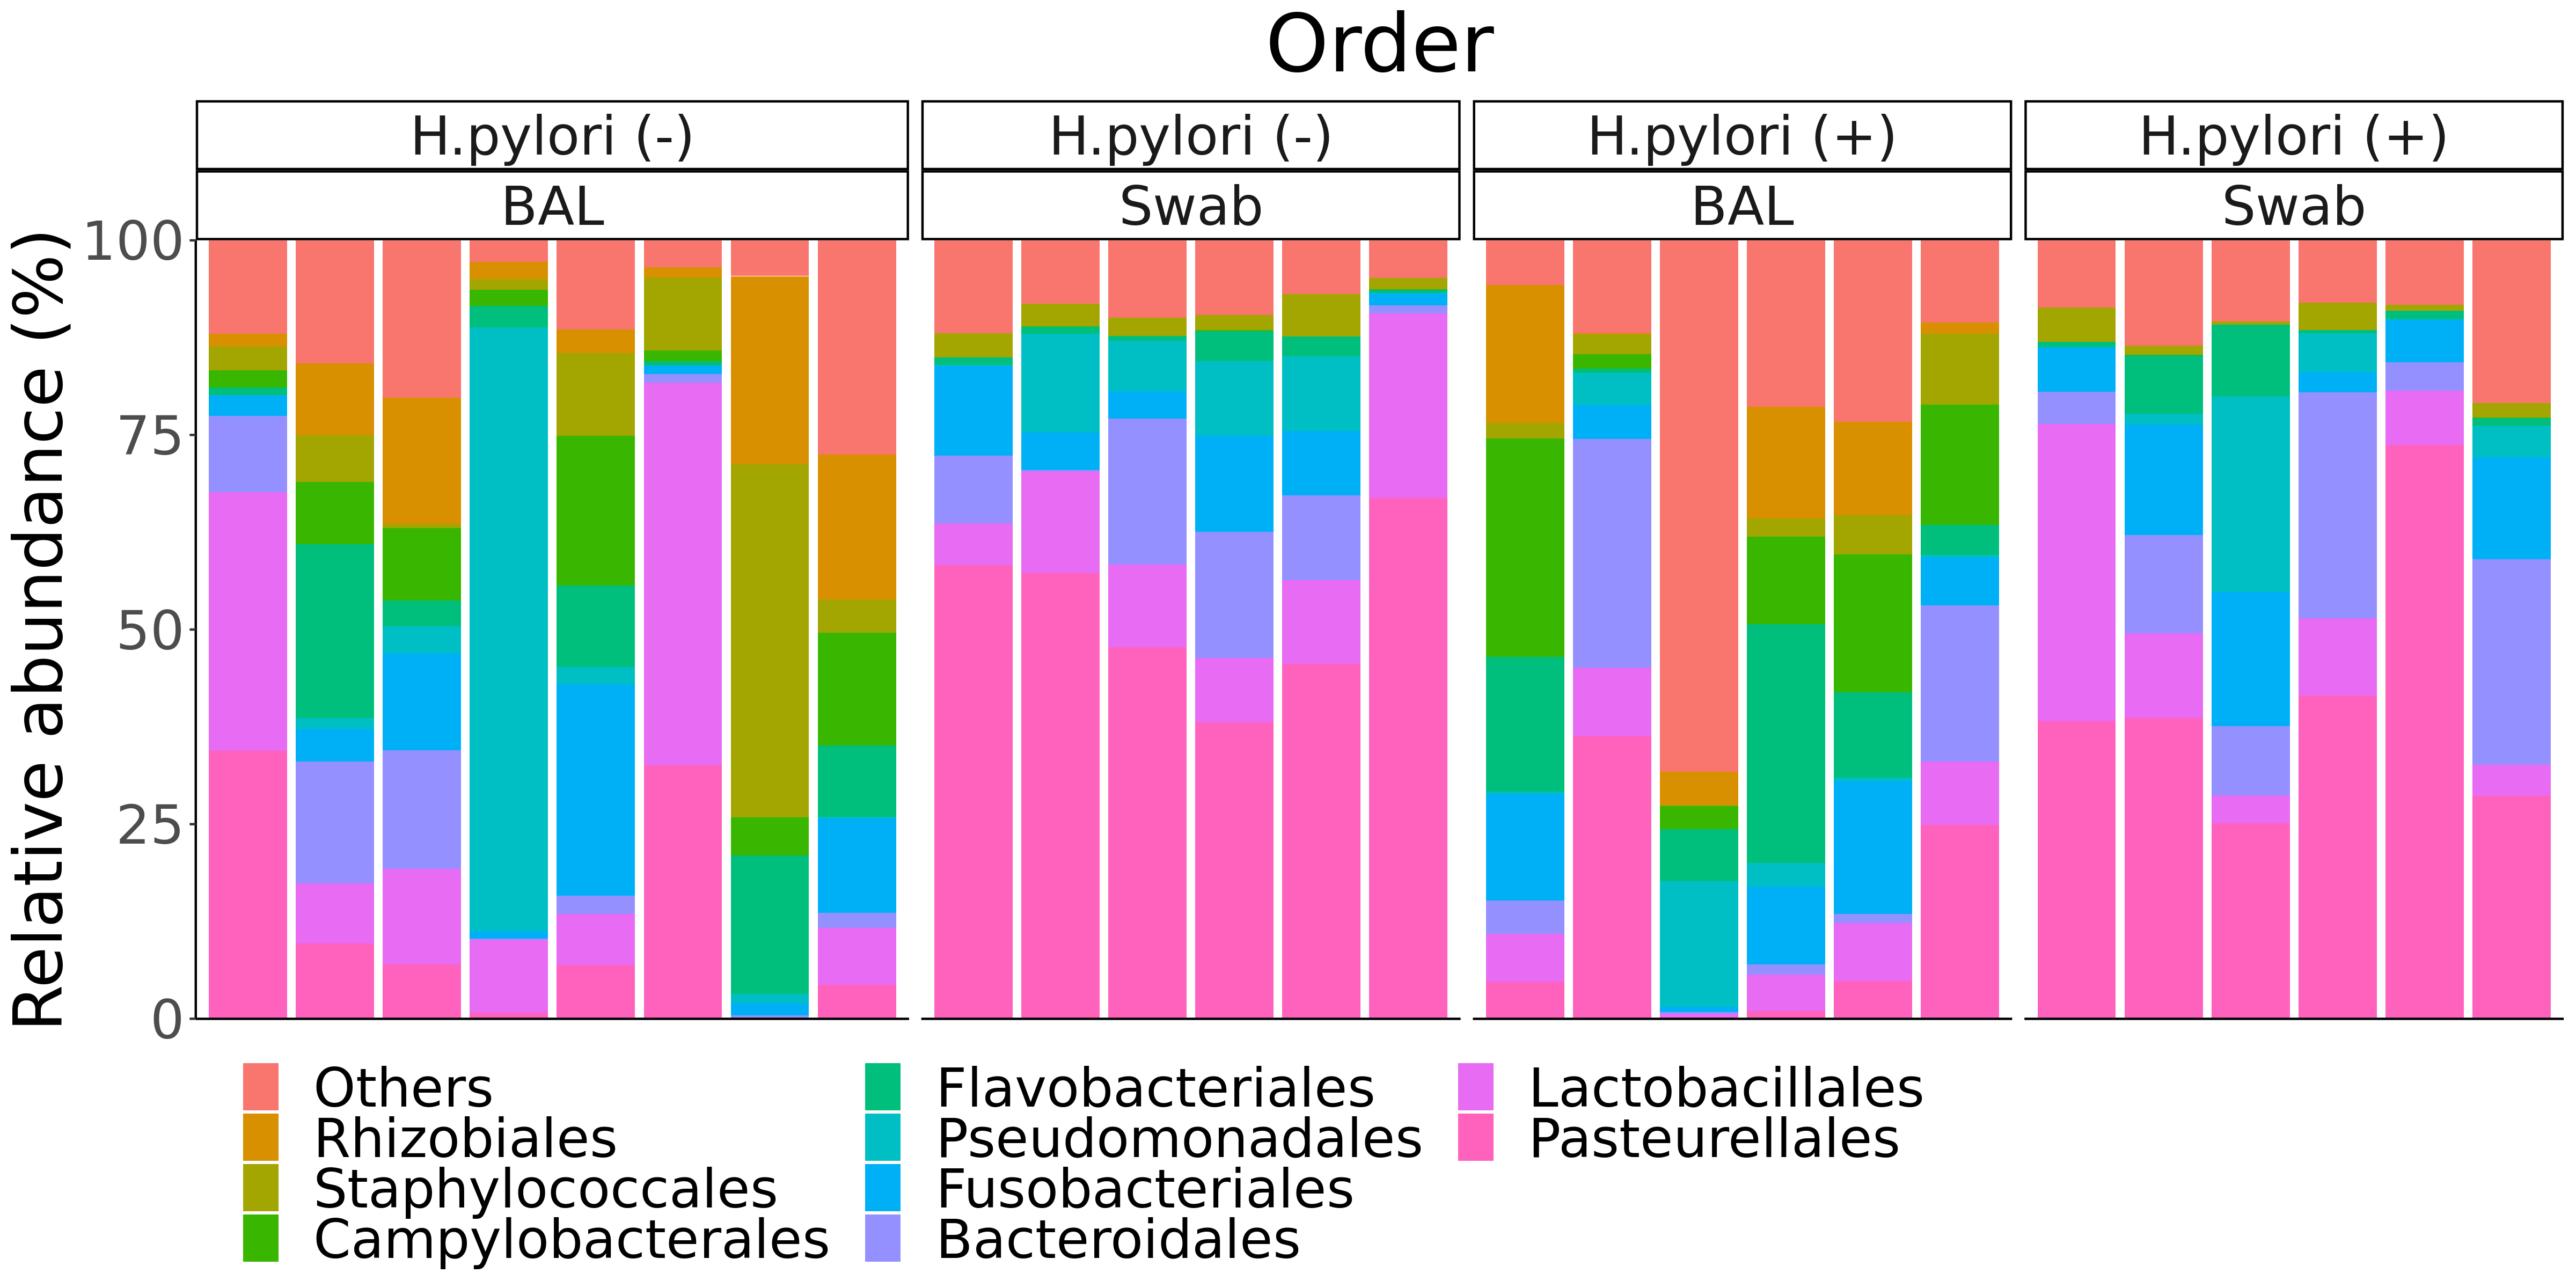 Order
H.pylori (-) H.pylori (-) H.pylori (+) H.pylori (+)
BAL Swab BAL Swab
Relative abundance (%)
100
75
50
25
0
Others Flavobacteriales Lactobacillales
Rhizobiales Pseudomonadales Pasteurellales
Staphylococcales Fusobacteriales
Campylobacterales Bacteroidales